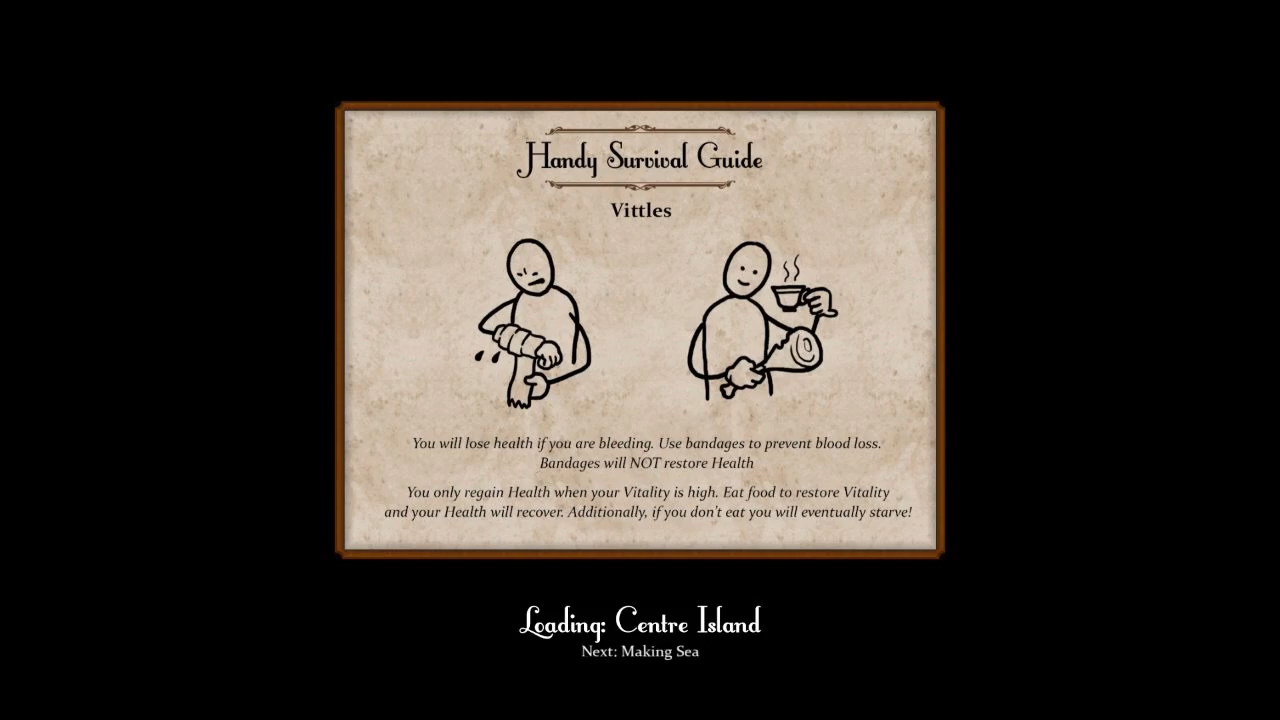 Handy Survival Guide
Vittles
You will lose health if you are bleeding. Use bandages to prevent blood loss.
Bandages will NOT restore Health
You only regain Health when your Vitality is high. Eat food to restore Vitality
and your Health will recover. Additionally, if you don't eat you will eventually starve!
Loading: Centre Island
Next: Making Sea